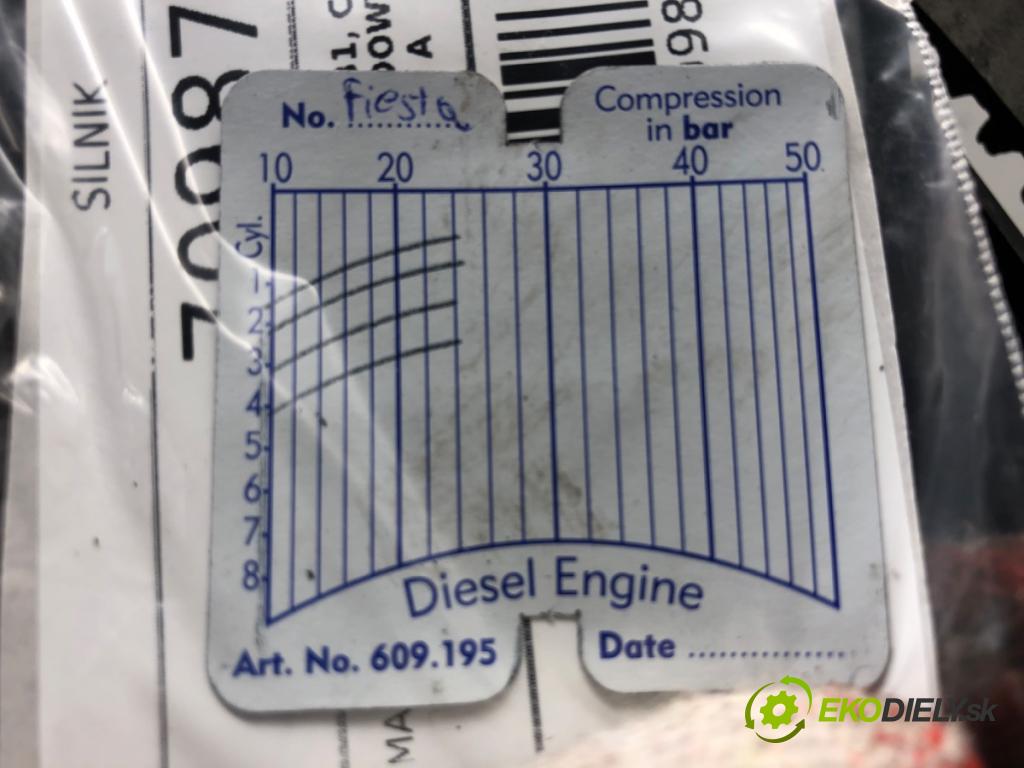 SILNIK
No. Fiesta
Compression
in bar
10 20 30 40 50
Cyl.
1
2
3
4
5
6
7
8
Diesel Engine
Art. No. 609.195
Date ................
MA
A
EKODIELY.sk